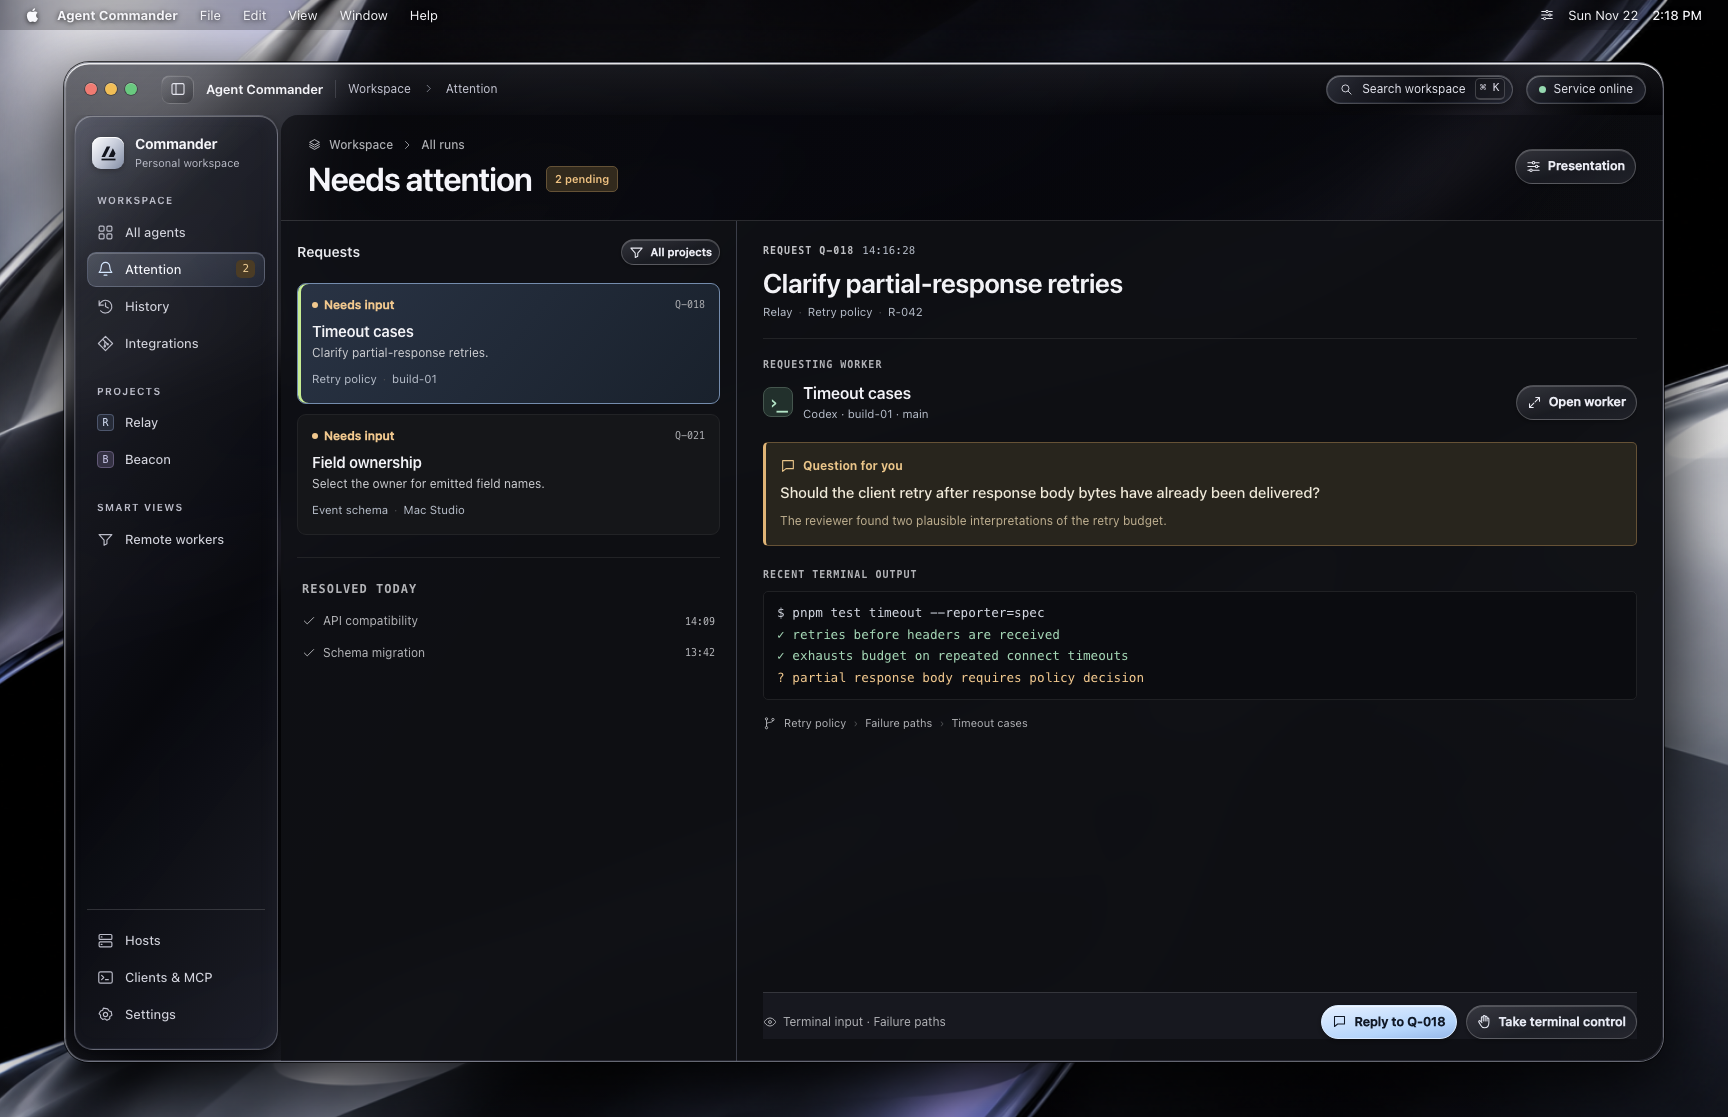 Agent Commander File Edit View Window Help
Sun Nov 22 2:18 PM
Agent Commander Workspace > Attention
Search workspace ⌘ K
Service online
Commander
Personal workspace
WORKSPACE
All agents
Attention 2
History
Integrations
PROJECTS
R Relay
B Beacon
SMART VIEWS
Remote workers
Hosts
Clients & MCP
Settings
Workspace > All runs
Needs attention 2 pending
Presentation
Requests All projects
Needs input Q-018
Timeout cases
Clarify partial-response retries.
Retry policy · build-01
Needs input Q-021
Field ownership
Select the owner for emitted field names.
Event schema · Mac Studio
RESOLVED TODAY
✓ API compatibility 14:09
✓ Schema migration 13:42
REQUEST Q-018 14:16:28
Clarify partial-response retries
Relay · Retry policy · R-042
REQUESTING WORKER
Timeout cases
Codex · build-01 · main
Open worker
Question for you
Should the client retry after response body bytes have already been delivered?
The reviewer found two plausible interpretations of the retry budget.
RECENT TERMINAL OUTPUT
$ pnpm test timeout --reporter=spec
✓ retries before headers are received
✓ exhausts budget on repeated connect timeouts
? partial response body requires policy decision
Retry policy › Failure paths › Timeout cases
Terminal input · Failure paths
Reply to Q-018
Take terminal control